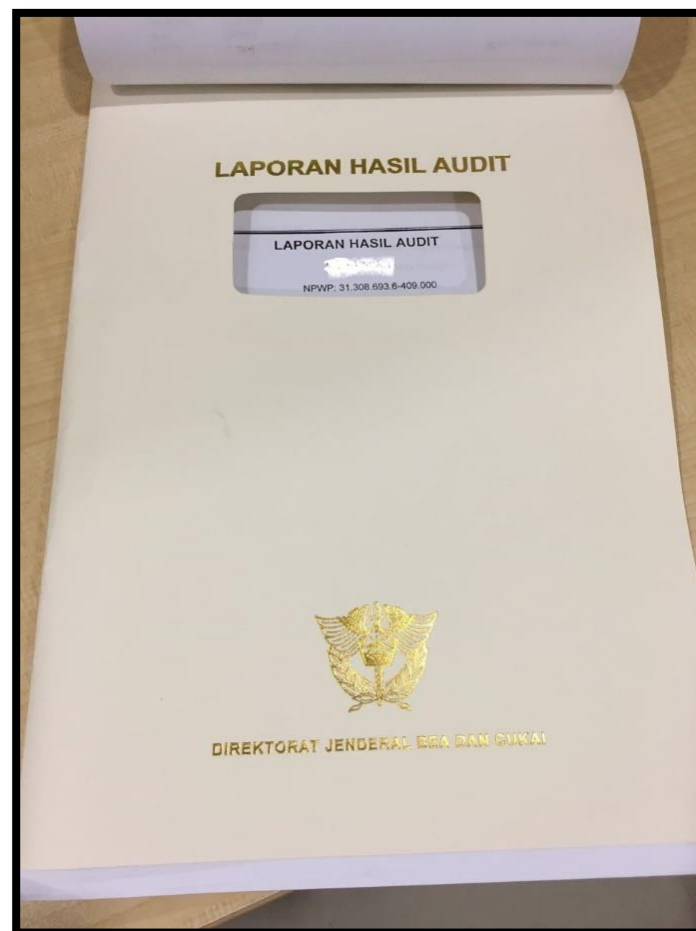 LAPORAN HASIL AUDIT
LAPORAN HASIL AUDIT
NPWP: 31.308.693.6-409.000
DIREKTORAT JENDERAL BEA DAN CUKAI